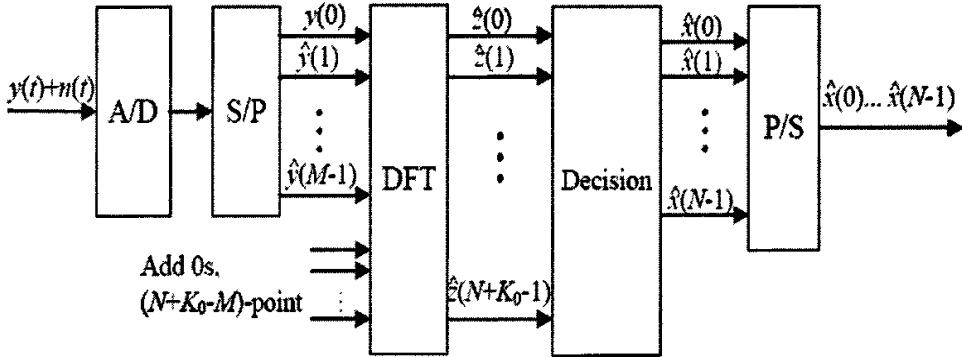 y(t)+n(t)
A/D
S/P
y(0)
ŷ(1)
ŷ(M-1)
Add 0s,
(N+K₀-M)-point
DFT
ẑ(0)
ẑ(1)
ẑ(N+K₀-1)
Decision
x̂(0)
x̂(1)
x̂(N-1)
P/S
x̂(0)... x̂(N-1)